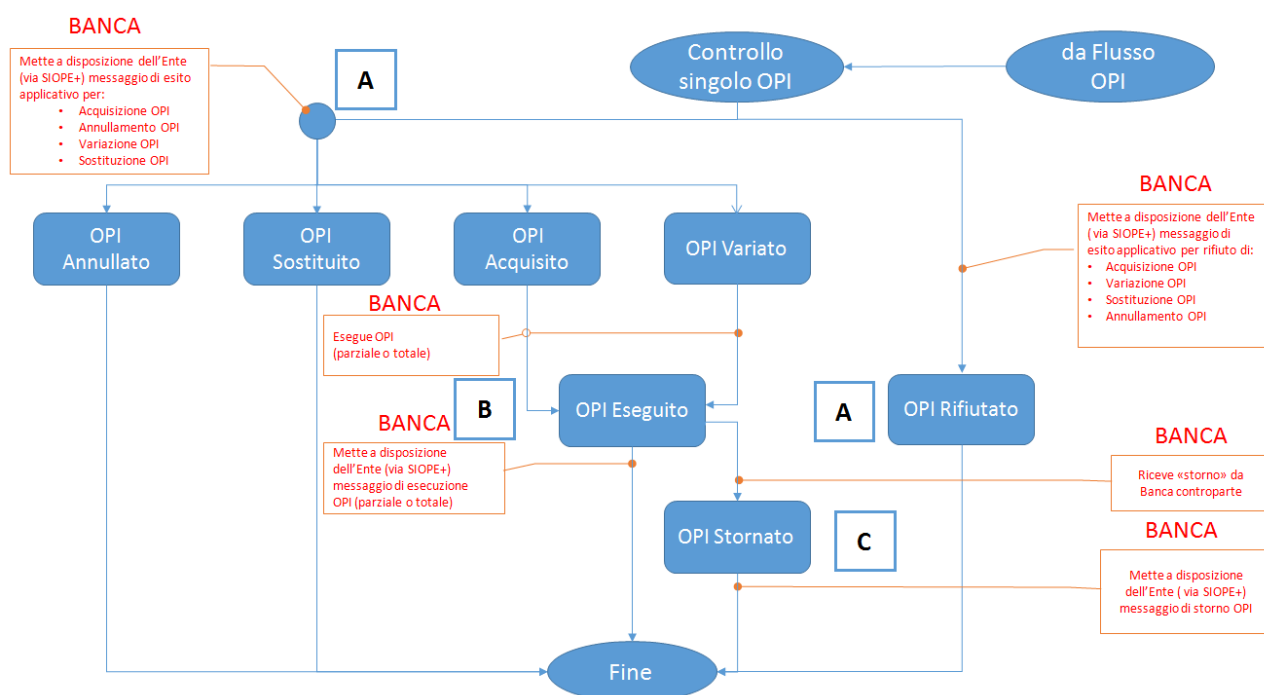 BANCA
Mette a disposizione dell'Ente
(via SIOPE+) messaggio di esito
applicativo per:
• Acquisizione OPI
• Annullamento OPI
• Variazione OPI
• Sostituzione OPI
A
Controllo
singolo OPI
da Flusso
OPI
OPI
Annullato
OPI
Sostituito
OPI
Acquisito
OPI Variato
BANCA
Mette a disposizione dell'Ente
( via SIOPE+) messaggio di
esito applicativo per rifiuto di:
• Acquisizione OPI
• Variazione OPI
• Sostituzione OPI
• Annullamento OPI
BANCA
Esegue OPI
(parziale o totale)
B
OPI Eseguito
A
OPI Rifiutato
BANCA
Mette a disposizione
dell'Ente (via SIOPE+)
messaggio di esecuzione
OPI (parziale o totale)
BANCA
Riceve «storno» da
Banca controparte
OPI Stornato
C
BANCA
Mette a disposizione
dell'Ente ( via SIOPE+)
messaggio di storno OPI
Fine